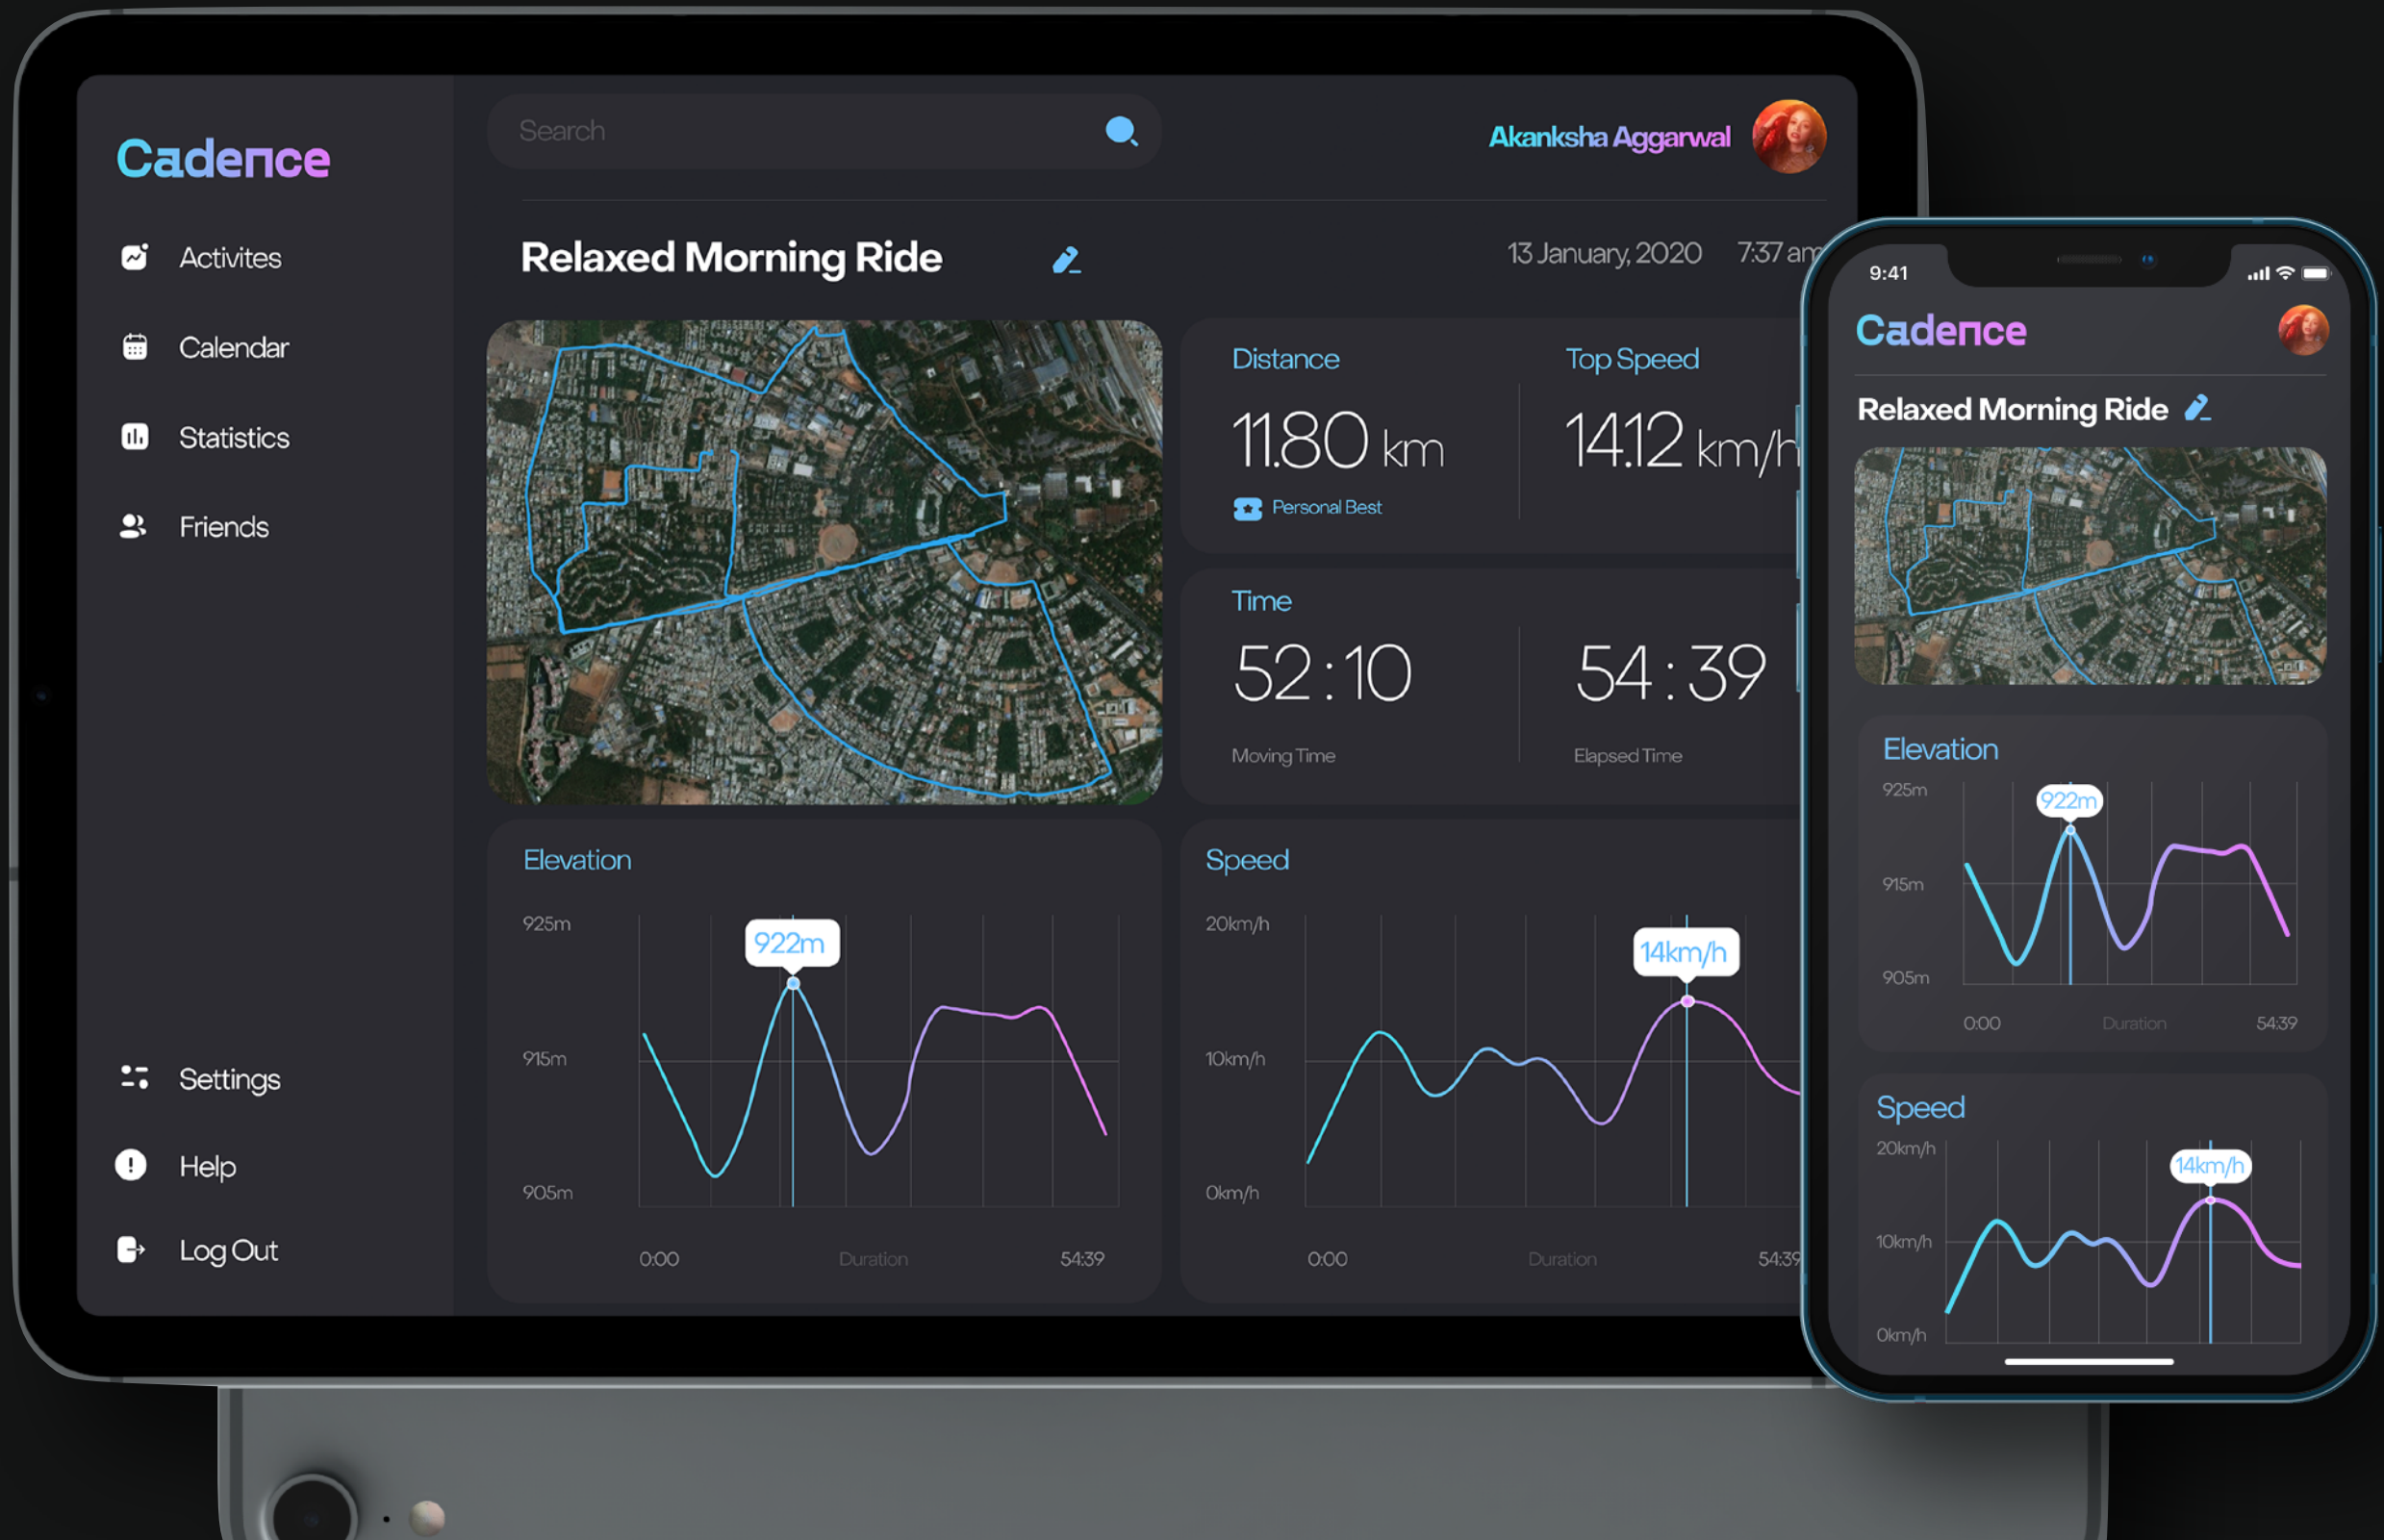 Cadence
Activites
Calendar
Statistics
Friends
Settings
Help
Log Out
Search
Akanksha Aggarwal
Relaxed Morning Ride
13 January, 2020 7:37 am
Distance
11.80 km
Personal Best
Top Speed
14.12 km/h
Time
52:10
Moving Time
54:39
Elapsed Time
Elevation
925m
922m
915m
905m
0:00 Duration 54:39
Speed
20km/h
14km/h
10km/h
0km/h
0:00 Duration 54:39
9:41
Cadence
Relaxed Morning Ride
Elevation
925m
922m
915m
905m
0:00 Duration 54:39
Speed
20km/h
14km/h
10km/h
0km/h